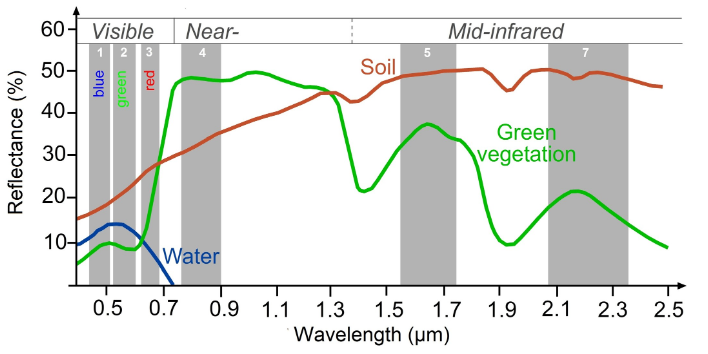 Visible Near- Mid-infrared
1 2 3 4 5 7
blue green red
Soil
Green
vegetation
Water
Reflectance (%)
60
50
40
30
20
10
0.5 0.7 0.9 1.1 1.3 1.5 1.7 1.9 2.1 2.3 2.5
Wavelength (μm)